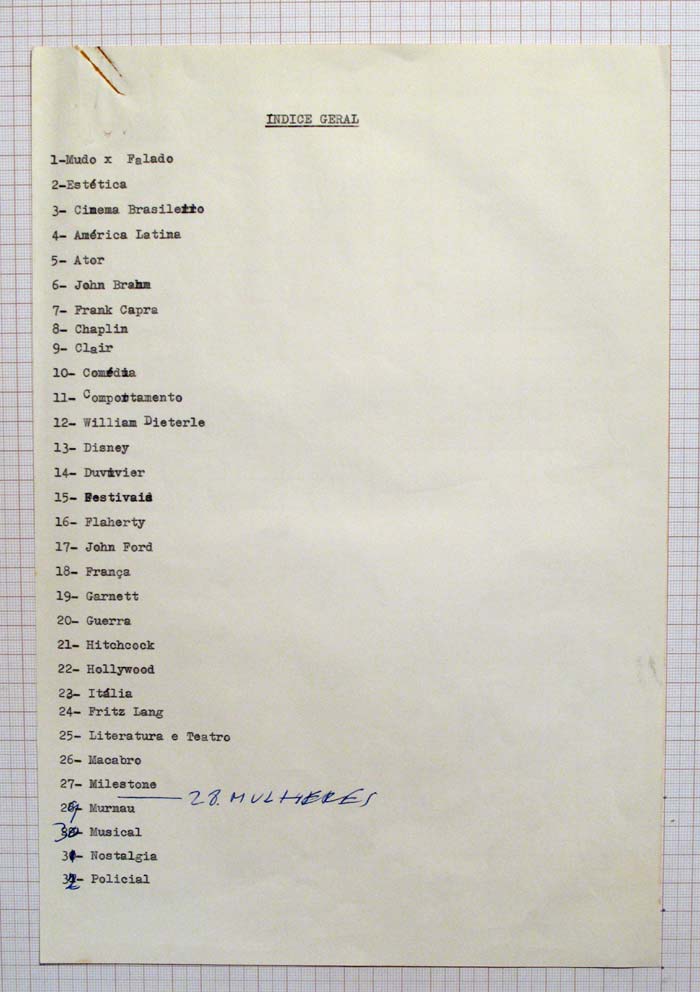 ÍNDICE GERAL
1-Mudo x Falado
2-Estética
3- Cinema Brasileiro
4- América Latina
5- Ator
6- John Brahm
7- Frank Capra
8- Chaplin
9- Clair
10- Comédia
11- Comportamento
12- William Dieterle
13- Disney
14- Duvivier
15- Festivais
16- Flaherty
17- John Ford
18- França
19- Garnett
20- Guerra
21- Hitchcock
22- Hollywood
23- Itália
24- Fritz Lang
25- Literatura e Teatro
26- Macabro
27- Milestone
28. MULHERES
29- Murnau
30- Musical
31- Nostalgia
32- Policial